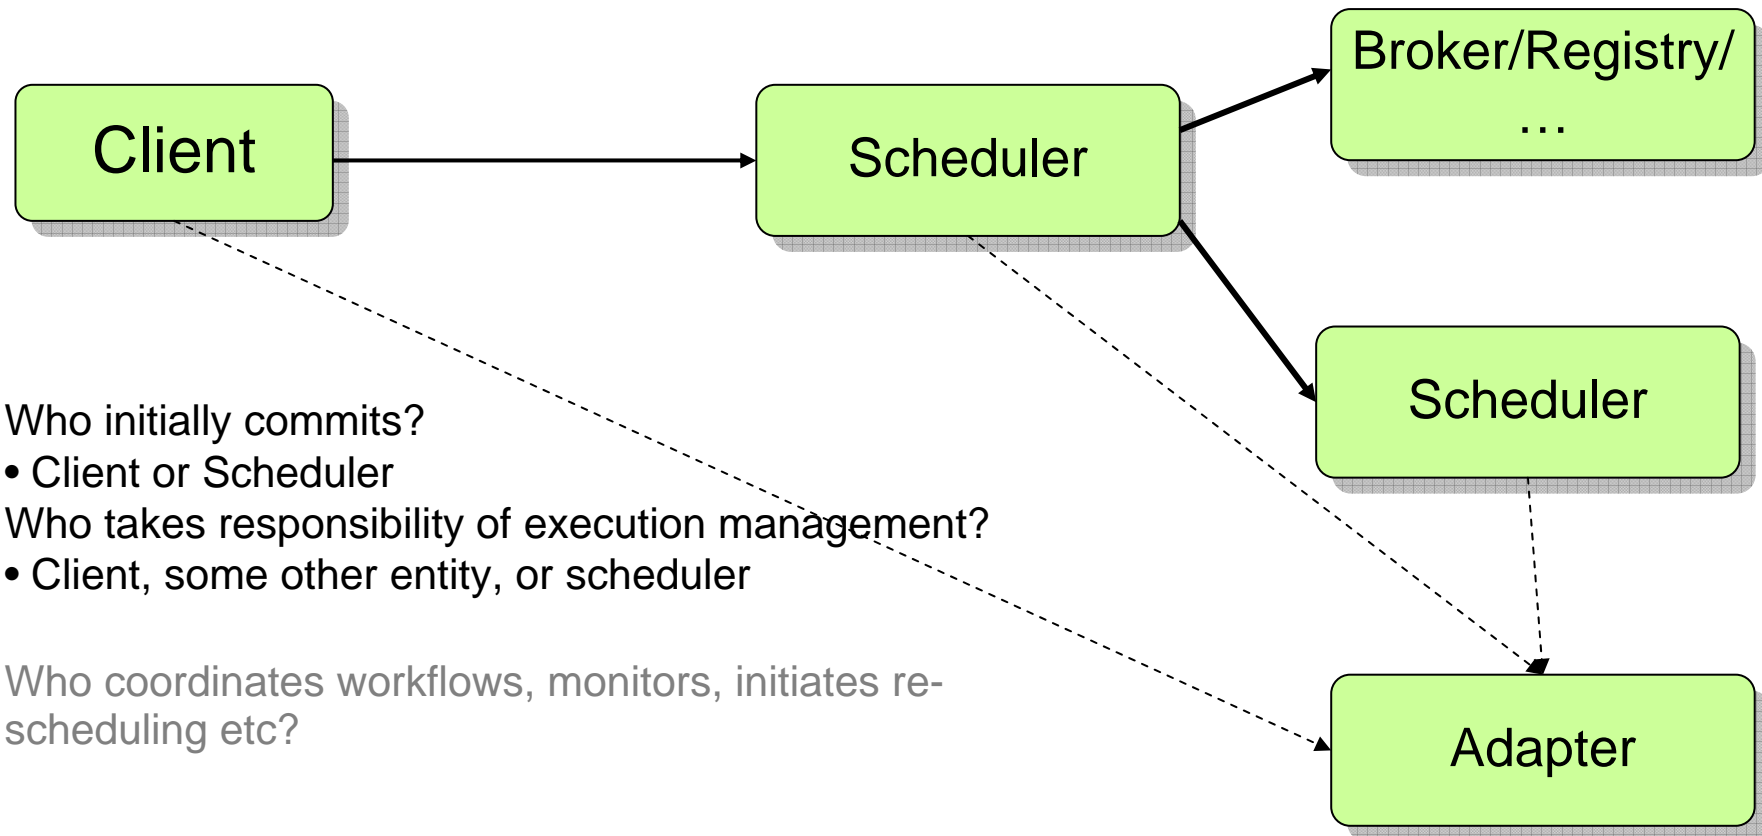 Client
Scheduler
Broker/Registry/
…
Scheduler
Adapter
Who initially commits?
• Client or Scheduler
Who takes responsibility of execution management?
• Client, some other entity, or scheduler
Who coordinates workflows, monitors, initiates re-
scheduling etc?